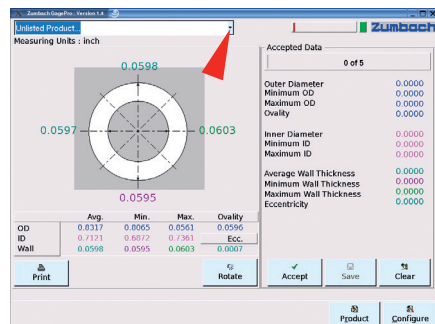 Zumbach GagePro : Version 1.4
Unlisted Product...
Zumbach
Measuring Units : inch
Accepted Data
0 of 5
0.0598
0.0597
0.0603
0.0595
Outer Diameter 0.0000
Minimum OD 0.0000
Maximum OD 0.0000
Ovality 0.0000
Inner Diameter 0.0000
Minimum ID 0.0000
Maximum ID 0.0000
Average Wall Thickness 0.0000
Minimum Wall Thickness 0.0000
Maximum Wall Thickness 0.0000
Eccentricity 0.0000
Avg. Min. Max. Ovality
OD 0.8317 0.8065 0.8561 0.0596
ID 0.7121 0.6872 0.7361 Ecc.
Wall 0.0598 0.0595 0.0603 0.0007
Print
Rotate
Accept
Save
Clear
Product
Configure